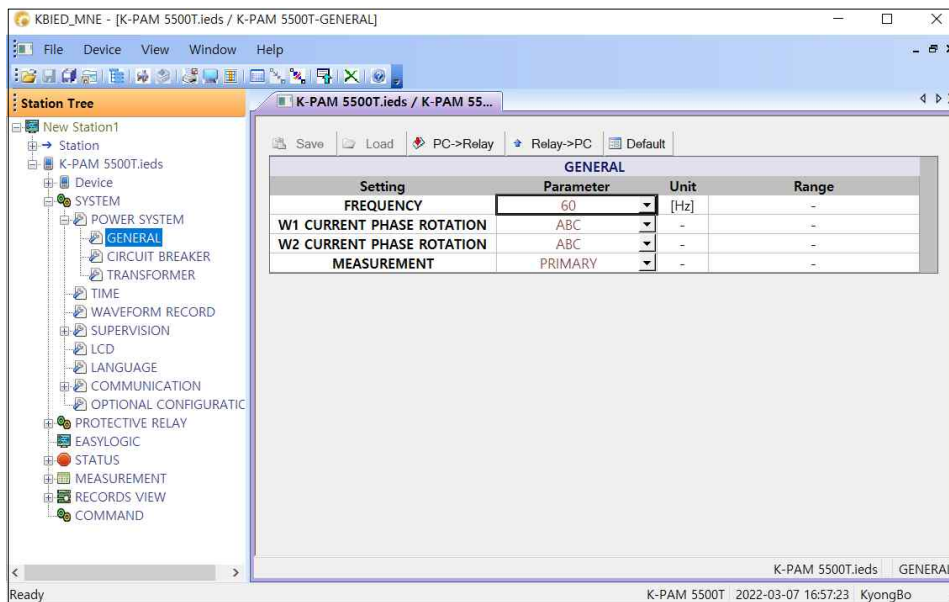 KBIED_MNE - [K-PAM 5500T.ieds / K-PAM 5500T-GENERAL]
File Device View Window Help
Station Tree
K-PAM 5500T.ieds / K-PAM 55...
New Station1
Station
K-PAM 5500T.ieds
Device
SYSTEM
POWER SYSTEM
GENERAL
CIRCUIT BREAKER
TRANSFORMER
TIME
WAVEFORM RECORD
SUPERVISION
LCD
LANGUAGE
COMMUNICATION
OPTIONAL CONFIGURATIC
PROTECTIVE RELAY
EASYLOGIC
STATUS
MEASUREMENT
RECORDS VIEW
COMMAND
Save Load PC->Relay Relay->PC Default
GENERAL
Setting Parameter Unit Range
FREQUENCY 60 [Hz] -
W1 CURRENT PHASE ROTATION ABC - -
W2 CURRENT PHASE ROTATION ABC - -
MEASUREMENT PRIMARY - -
K-PAM 5500T.ieds GENERAL
Ready K-PAM 5500T 2022-03-07 16:57:23 KyongBo